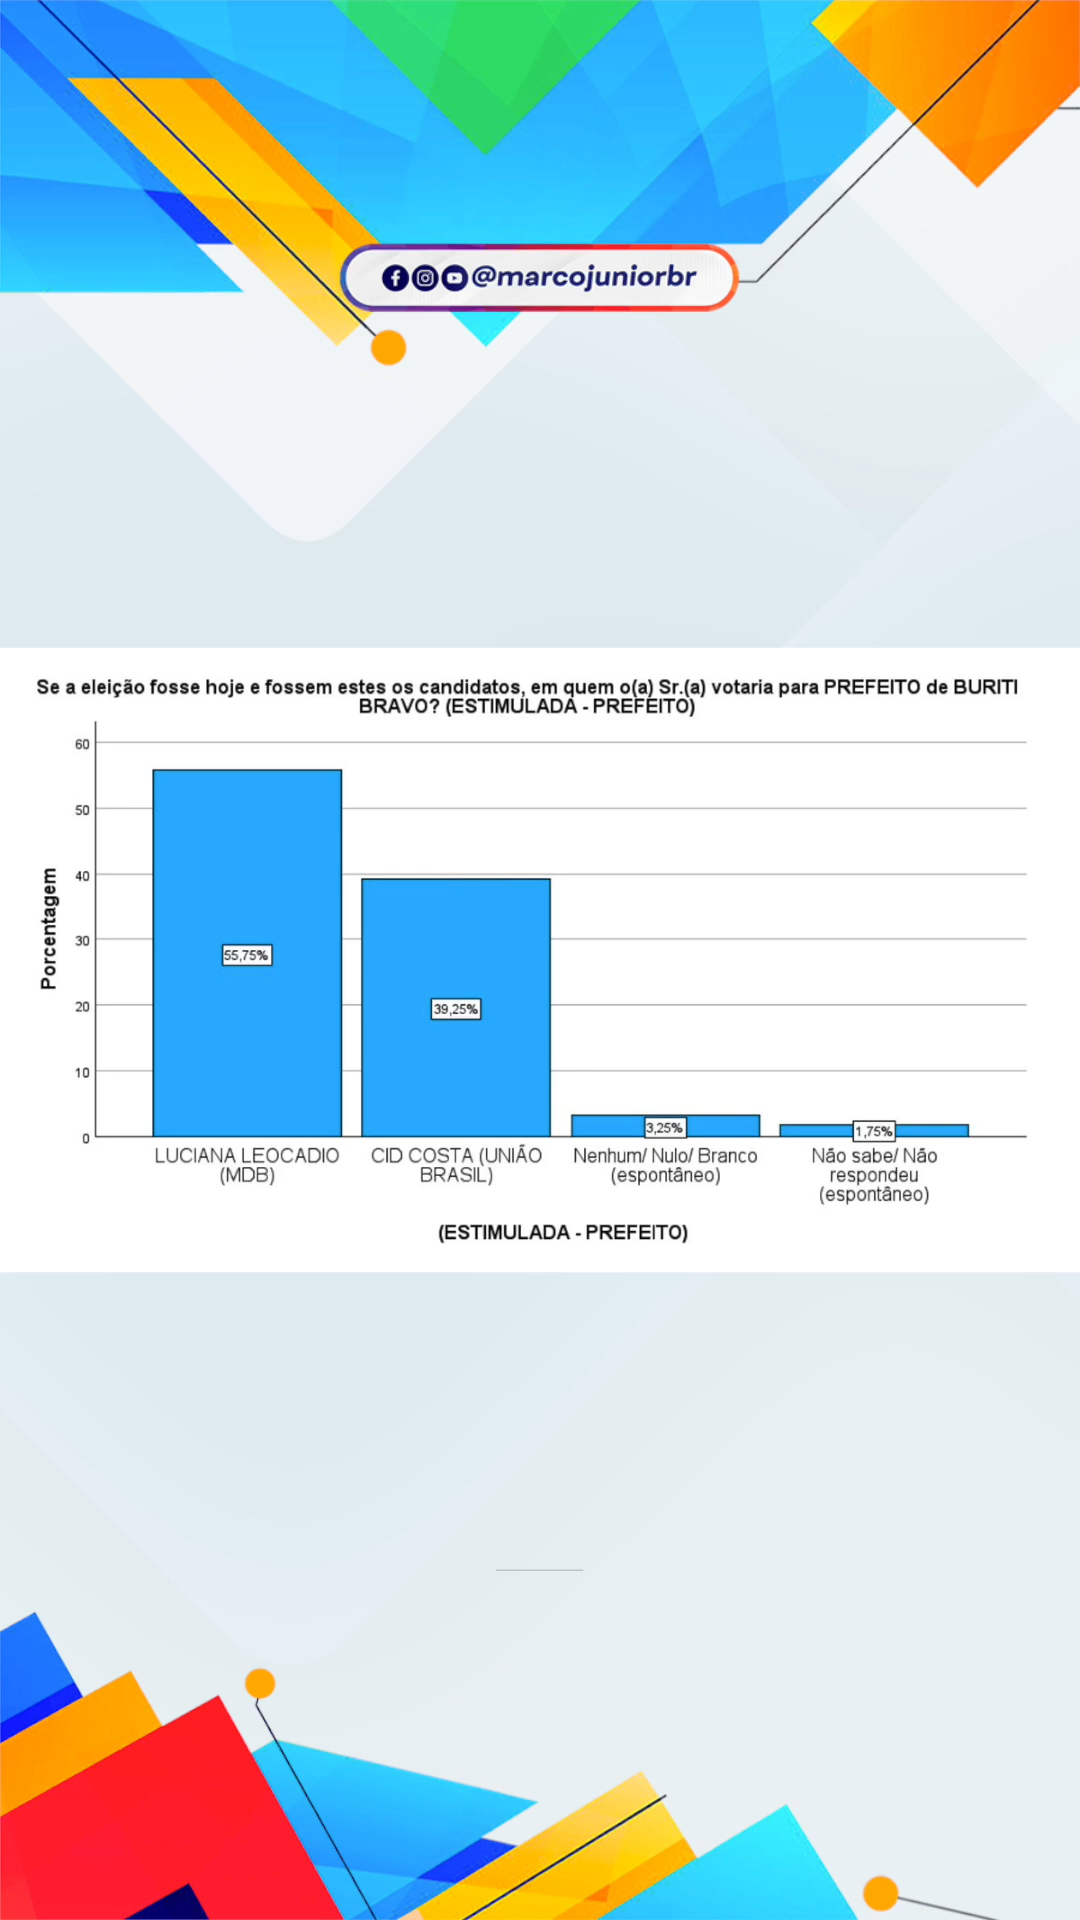 @marcojuniorbr
Se a eleição fosse hoje e fossem estes os candidatos, em quem o(a) Sr.(a) votaria para PREFEITO de BURITI
BRAVO? (ESTIMULADA - PREFEITO)
Porcentagem
60
50
40
30
20
10
0
55,75%
39,25%
3,25%
1,75%
LUCIANA LEOCADIO
(MDB)
CID COSTA (UNIÃO
BRASIL)
Nenhum/ Nulo/ Branco
(espontâneo)
Não sabe/ Não
respondeu
(espontâneo)
(ESTIMULADA - PREFEITO)